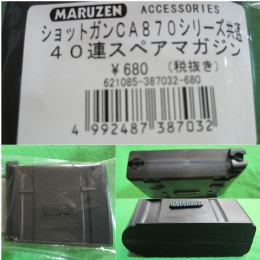 MARUZEN ACCESSORIES
ショットガンCA870シリーズ共通
40連スペアマガジン
¥680 (税抜き)
621085-387032-680
4 992487 387032